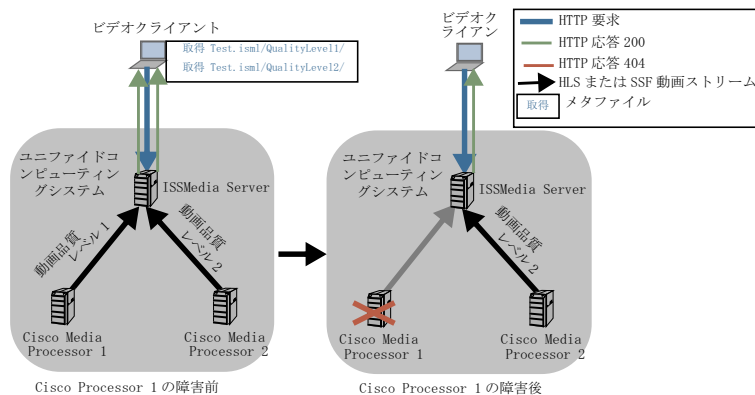 ビデオクライアント
取得 Test.isml/QualityLevel1/
取得 Test.isml/QualityLevel2/
ユニファイドコ
ンピューティン
グシステム
ISSMedia Server
動画品質
レベル 1
動画品質
レベル 2
Cisco Media
Processor 1
Cisco Media
Processor 2
Cisco Processor 1 の障害前
ビデオク
ライアン
ユニファイドコ
ンピューティン
グシステム
ISSMedia Server
動画品質
レベル 2
Cisco Media
Processor 1
Cisco Media
Processor 2
Cisco Processor 1 の障害後
HTTP 要求
HTTP 応答 200
HTTP 応答 404
HLS または SSF 動画ストリーム
取得 メタファイル